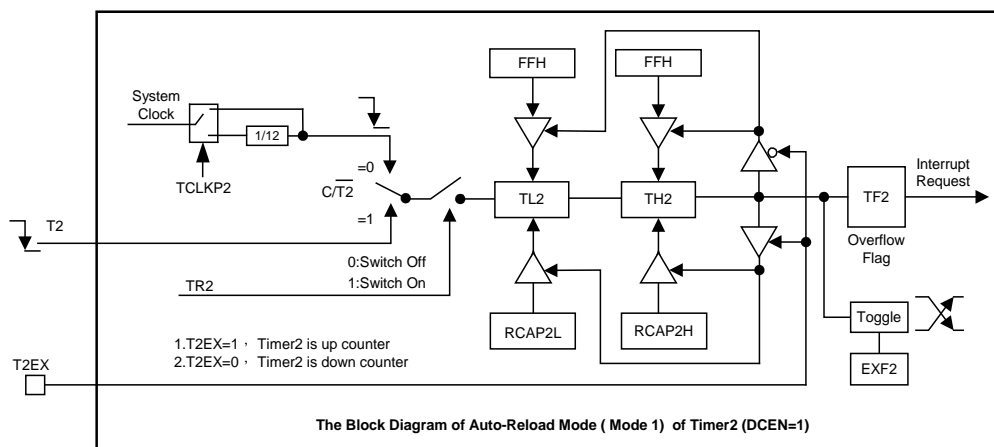 FFH
FFH
System
Clock
1/12
TCLKP2
=0
C/T2
=1
T2
TL2
TH2
TF2
Interrupt
Request
Overflow
Flag
0:Switch Off
1:Switch On
TR2
RCAP2L
RCAP2H
Toggle
EXF2
1.T2EX=1, Timer2 is up counter
2.T2EX=0, Timer2 is down counter
T2EX
The Block Diagram of Auto-Reload Mode ( Mode 1) of Timer2 (DCEN=1)